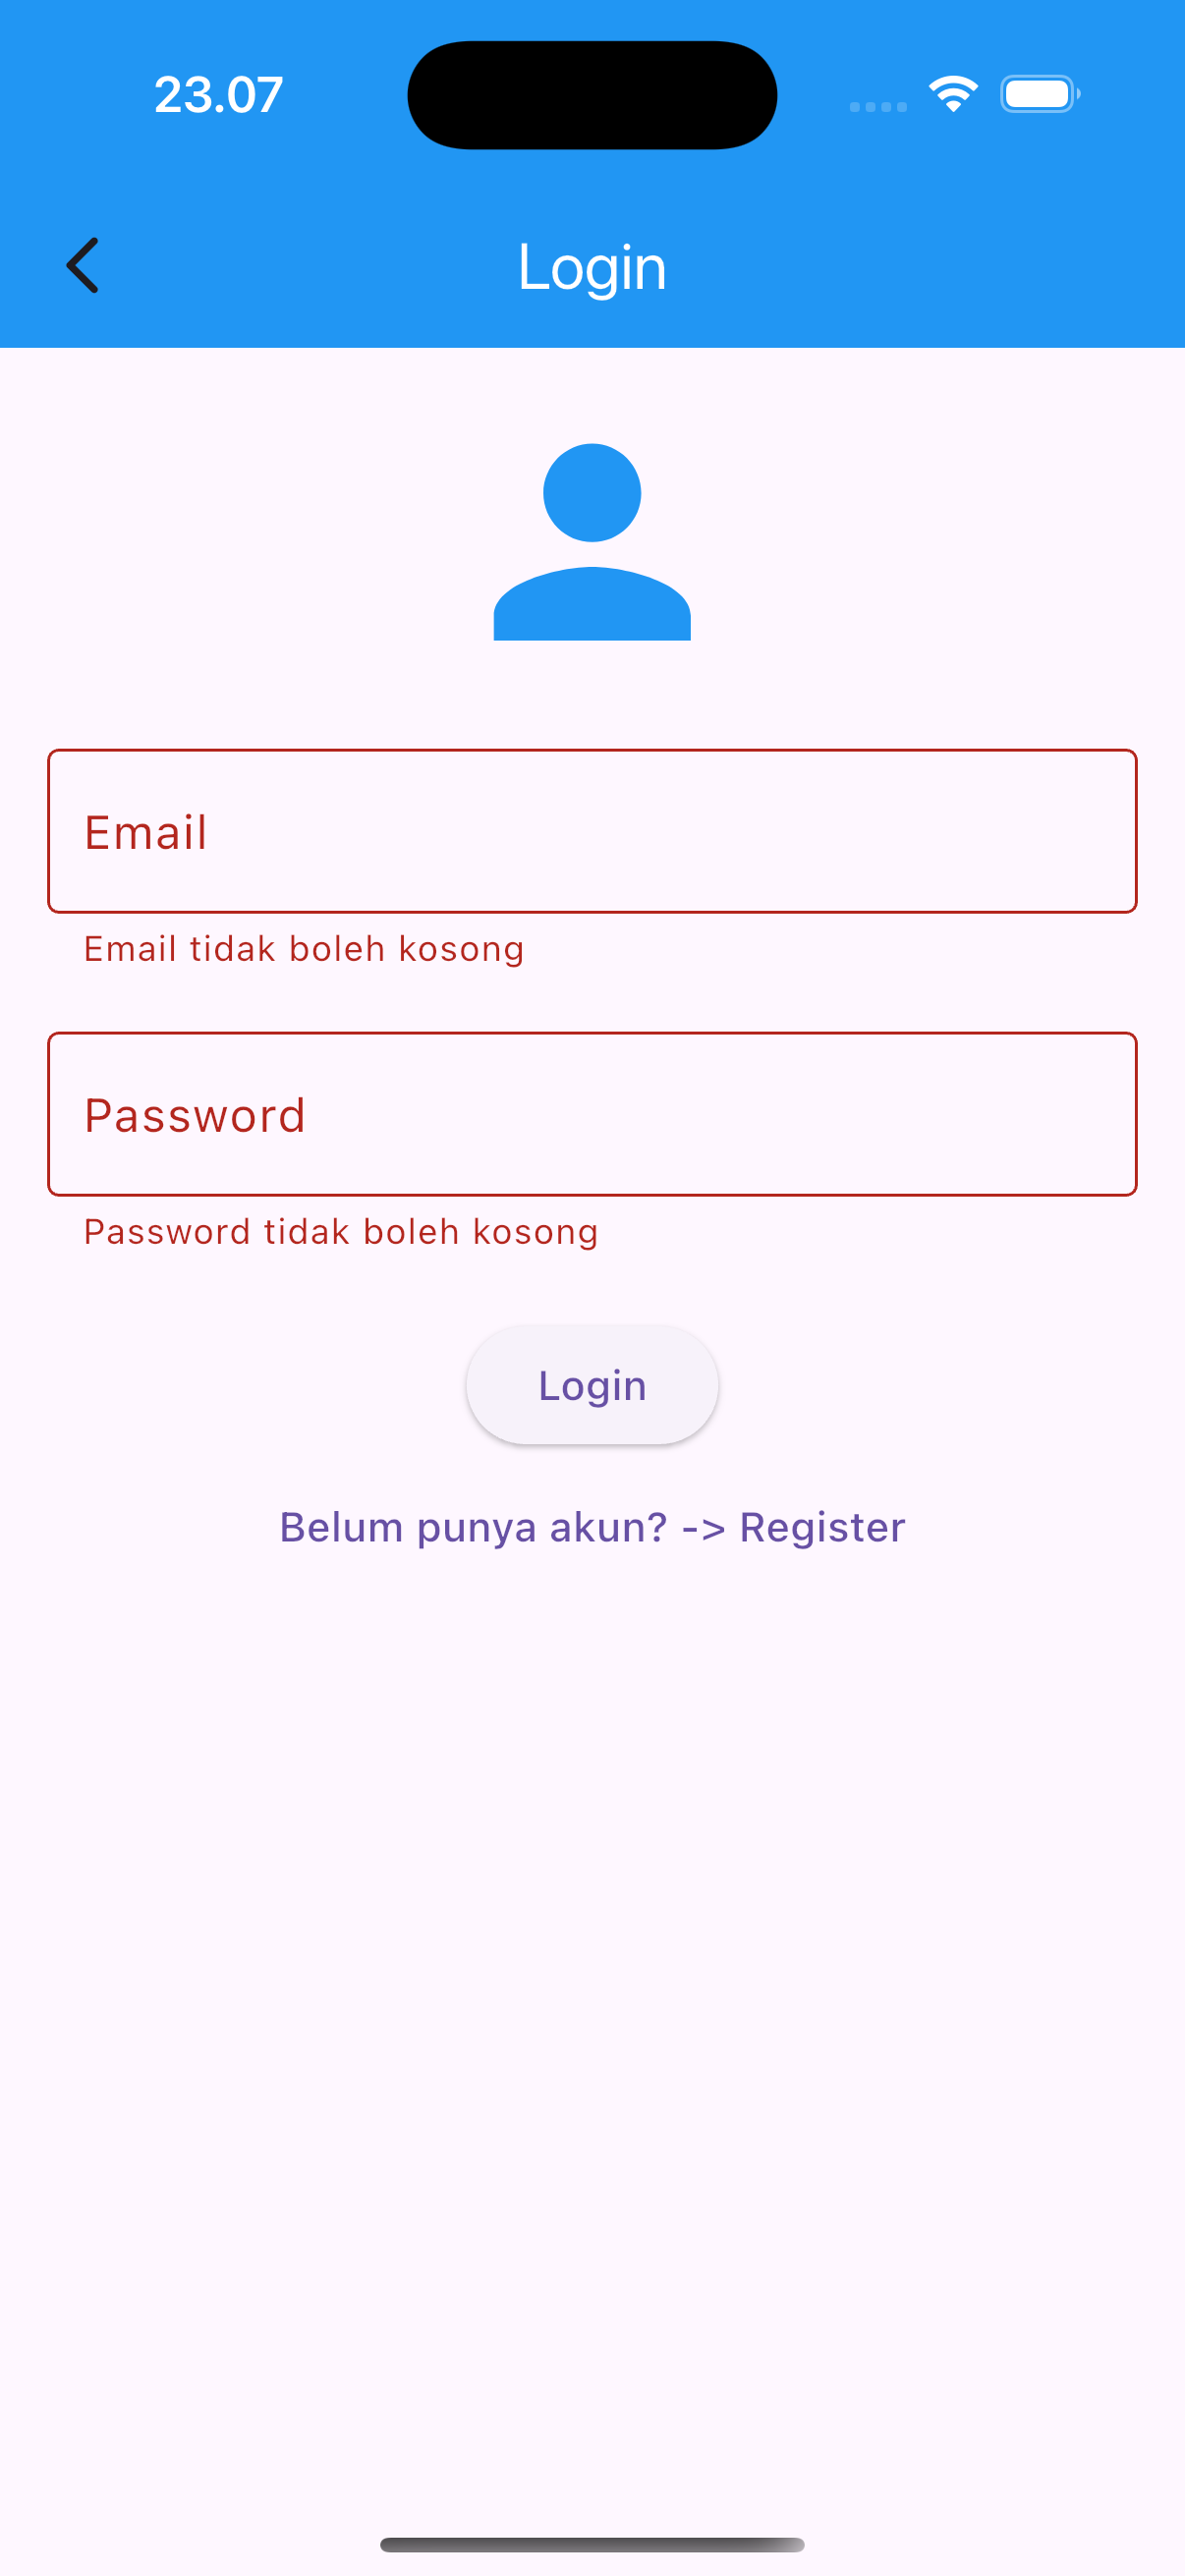 23.07
Login
Email
Email tidak boleh kosong
Password
Password tidak boleh kosong
Login
Belum punya akun? -> Register